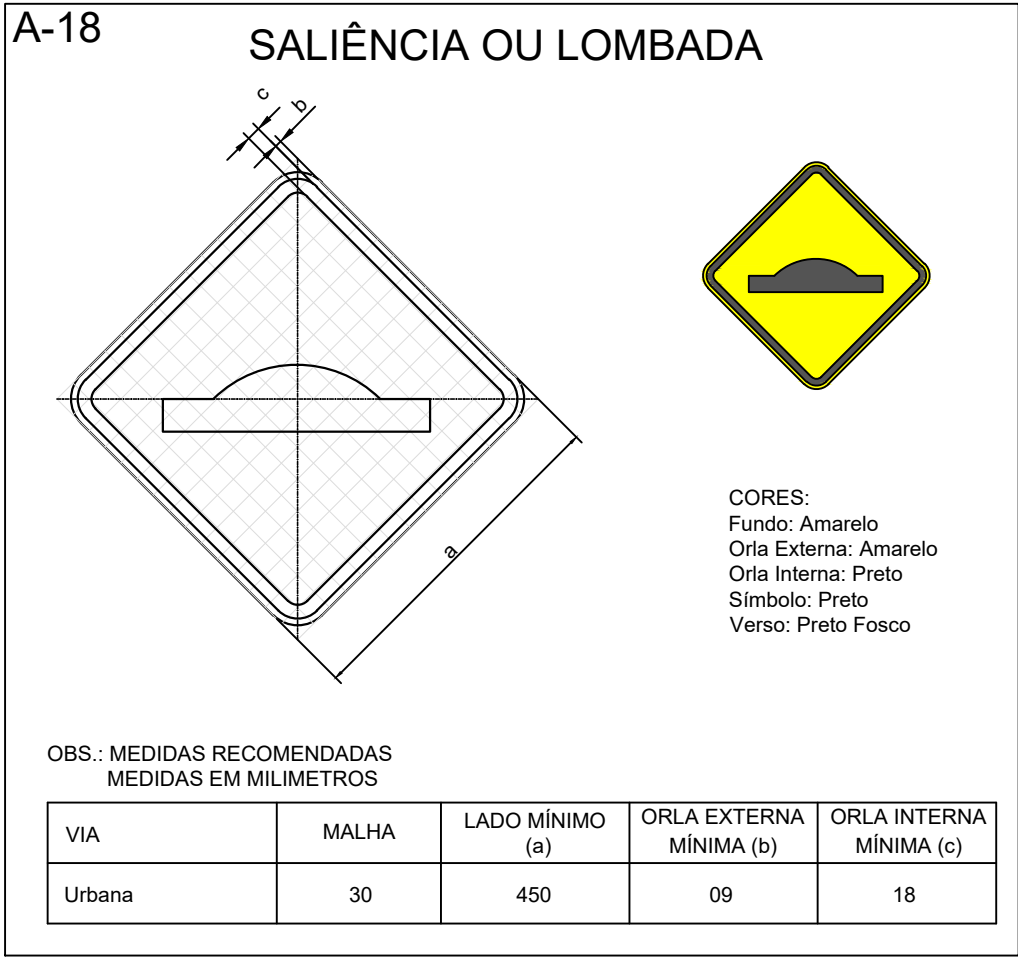 A-18
SALIÊNCIA OU LOMBADA
c
b
a
CORES:
Fundo: Amarelo
Orla Externa: Amarelo
Orla Interna: Preto
Símbolo: Preto
Verso: Preto Fosco
OBS.: MEDIDAS RECOMENDADAS
MEDIDAS EM MILIMETROS
VIA
MALHA
LADO MÍNIMO
(a)
ORLA EXTERNA
MÍNIMA (b)
ORLA INTERNA
MÍNIMA (c)
Urbana
30
450
09
18